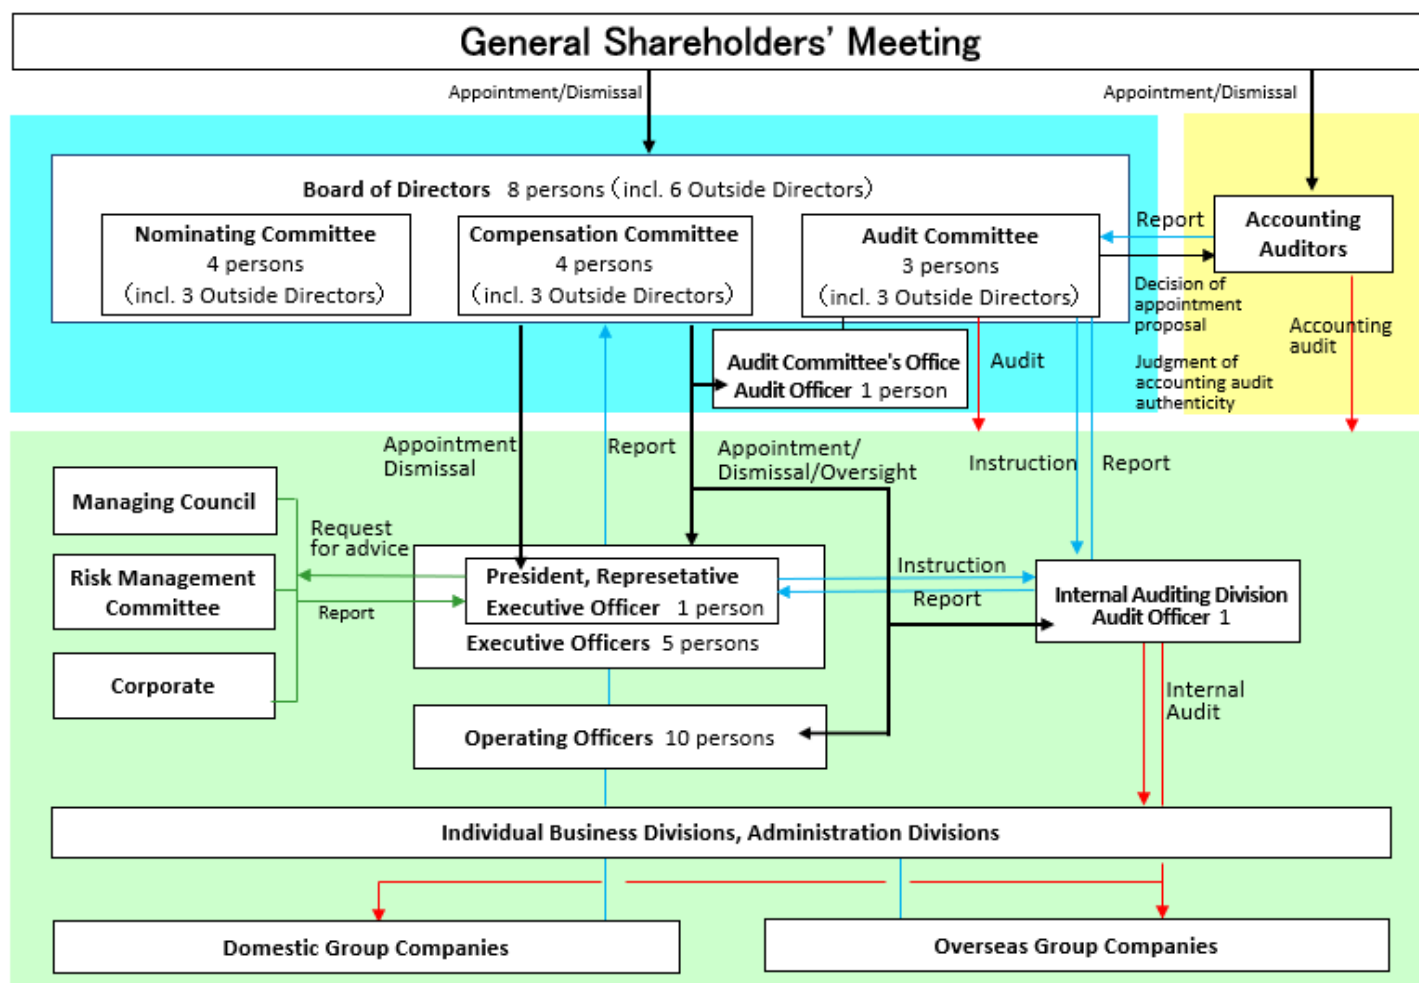 General Shareholders' Meeting
Appointment/Dismissal
Appointment/Dismissal
Board of Directors 8 persons (incl. 6 Outside Directors)
Nominating Committee
4 persons
(incl. 3 Outside Directors)
Compensation Committee
4 persons
(incl. 3 Outside Directors)
Audit Committee
3 persons
(incl. 3 Outside Directors)
Report
Accounting
Auditors
Decision of
appointment
proposal
Accounting
audit
Audit Committee's Office
Audit Officer 1 person
Audit
Judgment of
accounting audit
authenticity
Appointment
Dismissal
Report
Appointment/
Dismissal/Oversight
Instruction
Report
Managing Council
Request
for advice
Risk Management
Committee
Report
Corporate
President, Represetative
Executive Officer 1 person
Executive Officers 5 persons
Instruction
Report
Internal Auditing Division
Audit Officer 1
Internal
Audit
Operating Officers 10 persons
Individual Business Divisions, Administration Divisions
Domestic Group Companies
Overseas Group Companies